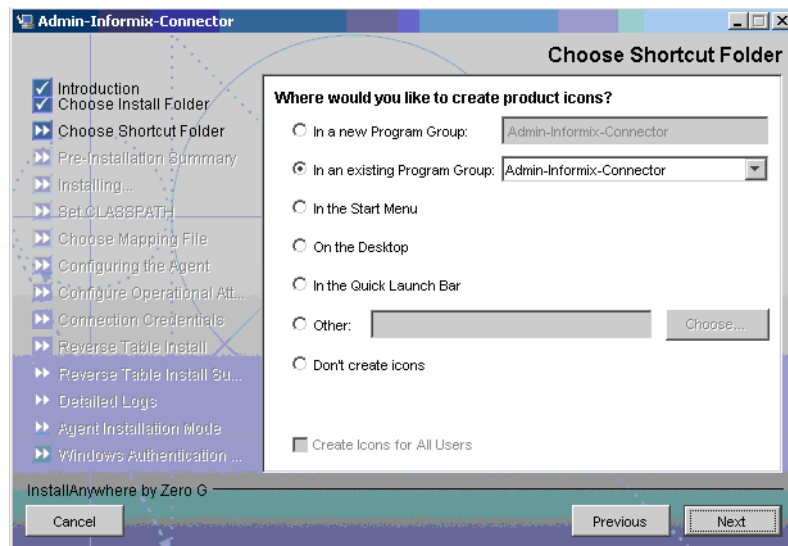 Admin-Informix-Connector
Choose Shortcut Folder
Introduction
Choose Install Folder
Choose Shortcut Folder
Pre-Installation Summary
Installing...
Set CLASSPATH
Choose Mapping File
Configuring the Agent
Configure Operational Att...
Connection Credentials
Reverse Table Install
Reverse Table Install Su...
Detailed Logs
Agent Installation Mode
Windows Authentication ...
Where would you like to create product icons?
In a new Program Group: Admin-Informix-Connector
In an existing Program Group: Admin-Informix-Connector
In the Start Menu
On the Desktop
In the Quick Launch Bar
Other: Choose...
Don't create icons
Create Icons for All Users
InstallAnywhere by Zero G
Cancel Previous Next